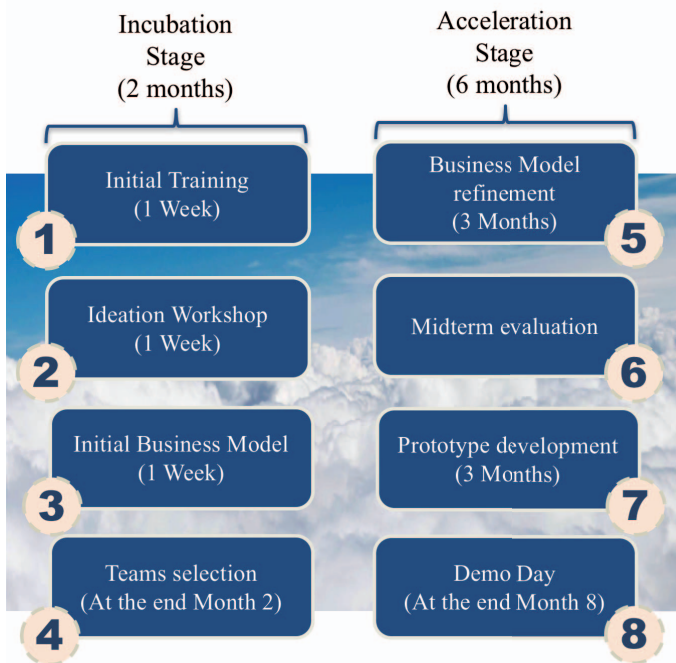 Incubation
Stage
(2 months)
Initial Training
(1 Week)
1
Ideation Workshop
(1 Week)
2
Initial Business Model
(1 Week)
3
Teams selection
(At the end Month 2)
4
Acceleration
Stage
(6 months)
Business Model
refinement
(3 Months)
5
Midterm evaluation
6
Prototype development
(3 Months)
7
Demo Day
(At the end Month 8)
8